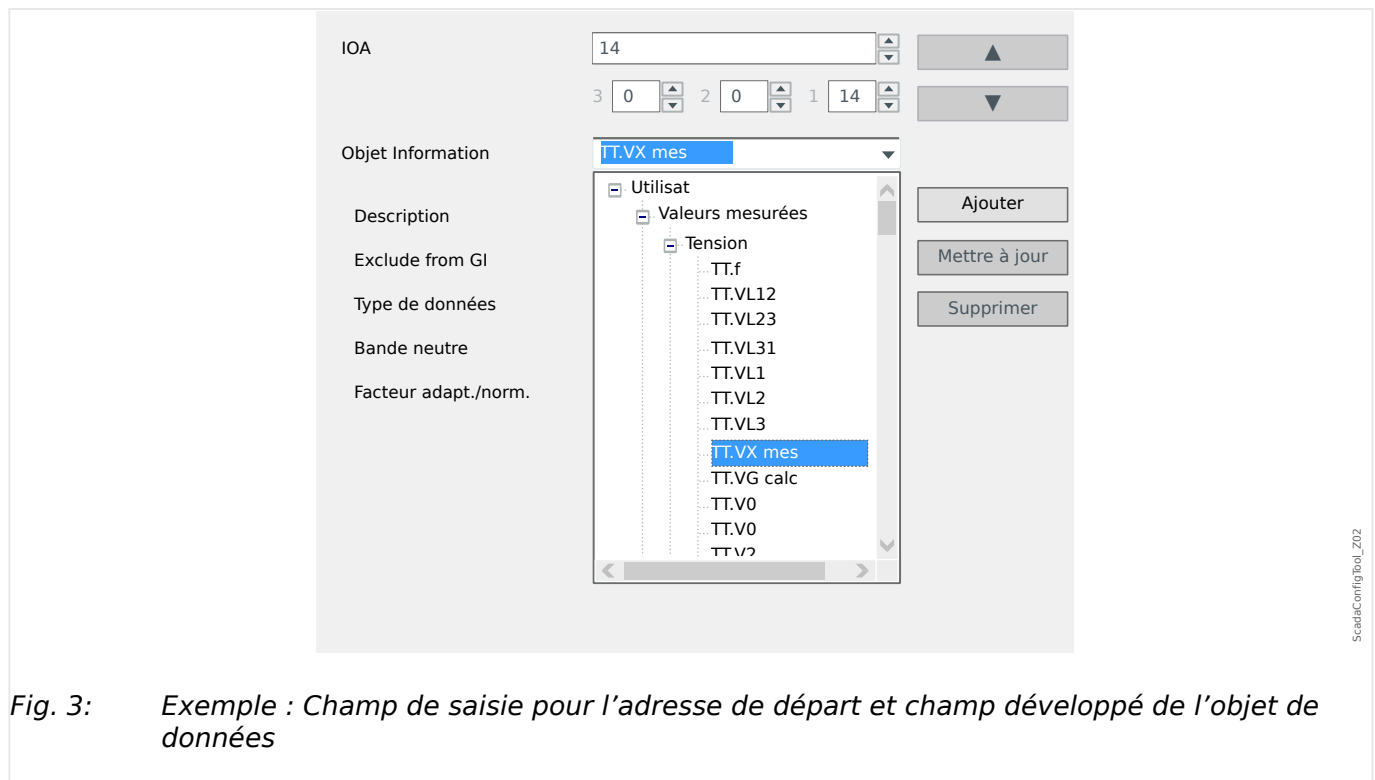 IOA
14
3 0 2 0 1 14
Objet Information
TT.VX mes
Utilisat
Valeurs mesurées
Tension
TT.f
TT.VL12
TT.VL23
TT.VL31
TT.VL1
TT.VL2
TT.VL3
TT.VX mes
TT.VG calc
TT.V0
TT.V0
TT.V2
Description
Exclude from GI
Type de données
Bande neutre
Facteur adapt./norm.
Ajouter
Mettre à jour
Supprimer
ScadaConfigTool_Z02
Fig. 3: Exemple : Champ de saisie pour l’adresse de départ et champ développé de l’objet de
données